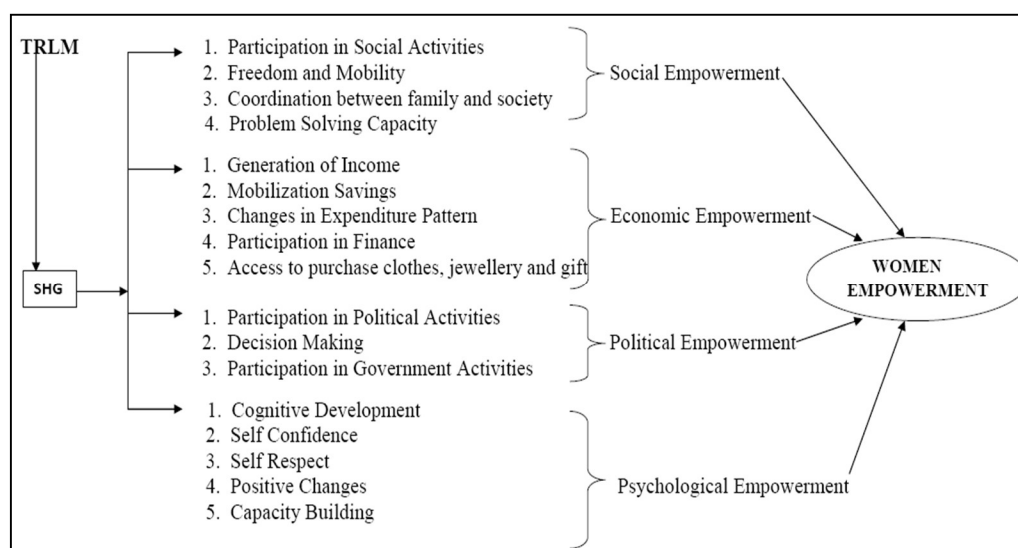 TRLM
1. Participation in Social Activities
2. Freedom and Mobility
3. Coordination between family and society
4. Problem Solving Capacity
Social Empowerment
1. Generation of Income
2. Mobilization Savings
3. Changes in Expenditure Pattern
4. Participation in Finance
5. Access to purchase clothes, jewellery and gift
Economic Empowerment
SHG
WOMEN
EMPOWERMENT
1. Participation in Political Activities
2. Decision Making
3. Participation in Government Activities
Political Empowerment
1. Cognitive Development
2. Self Confidence
3. Self Respect
4. Positive Changes
5. Capacity Building
Psychological Empowerment